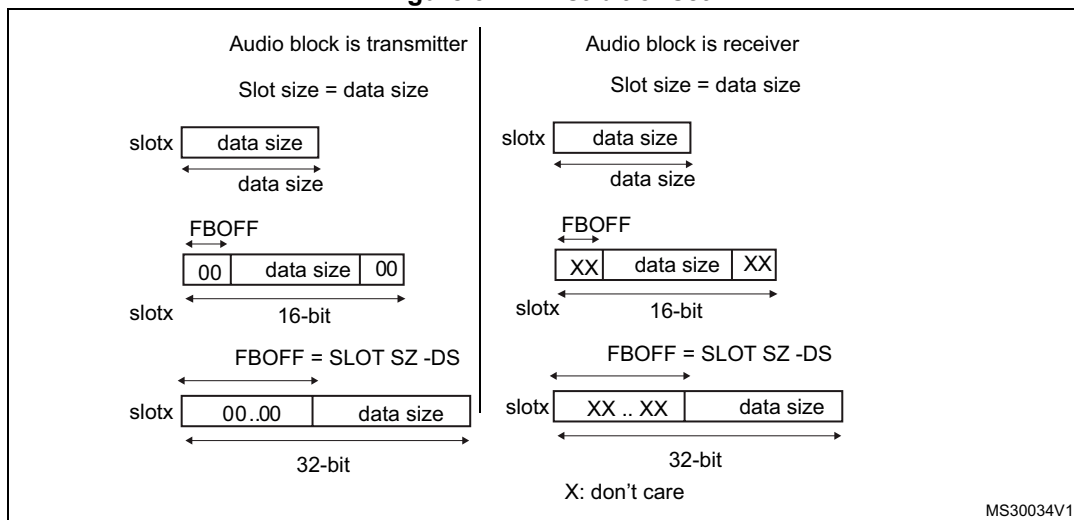 Audio block is transmitter
Slot size = data size
slotx data size
data size
FBOFF
00 data size 00
slotx 16-bit
FBOFF = SLOT SZ -DS
slotx 00..00 data size
32-bit
Audio block is receiver
Slot size = data size
slotx data size
data size
FBOFF
XX data size XX
slotx 16-bit
FBOFF = SLOT SZ -DS
slotx XX .. XX data size
32-bit
X: don't care
MS30034V1